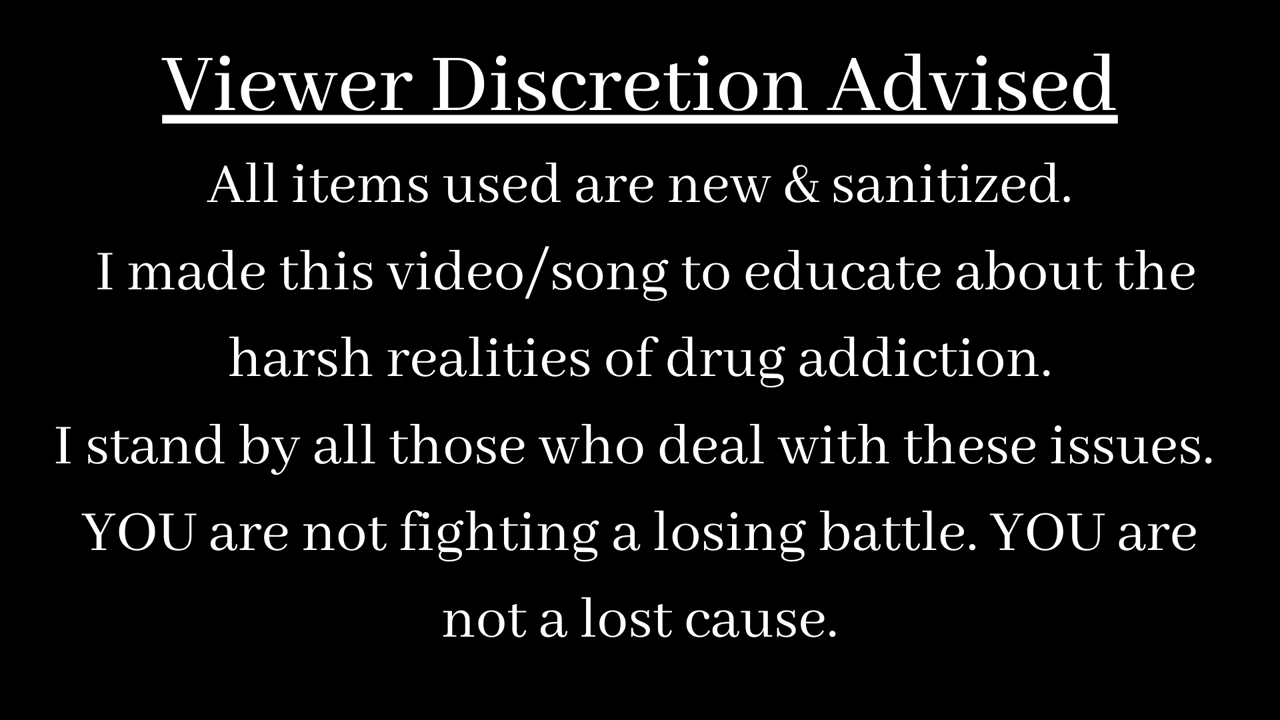 Viewer Discretion Advised
All items used are new & sanitized.
I made this video/song to educate about the
harsh realities of drug addiction.
I stand by all those who deal with these issues.
YOU are not fighting a losing battle. YOU are
not a lost cause.